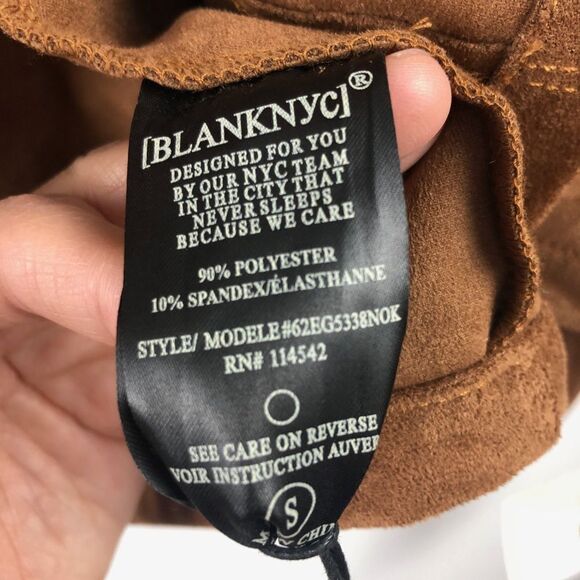 [BLANKNYC]®
DESIGNED FOR YOU
BY OUR NYC TEAM
IN THE CITY THAT
NEVER SLEEPS
BECAUSE WE CARE
90% POLYESTER
10% SPANDEX/ÉLASTHANNE
STYLE/ MODELE#62EG5338NOK
RN# 114542
SEE CARE ON REVERSE
VOIR INSTRUCTION AUVER
S